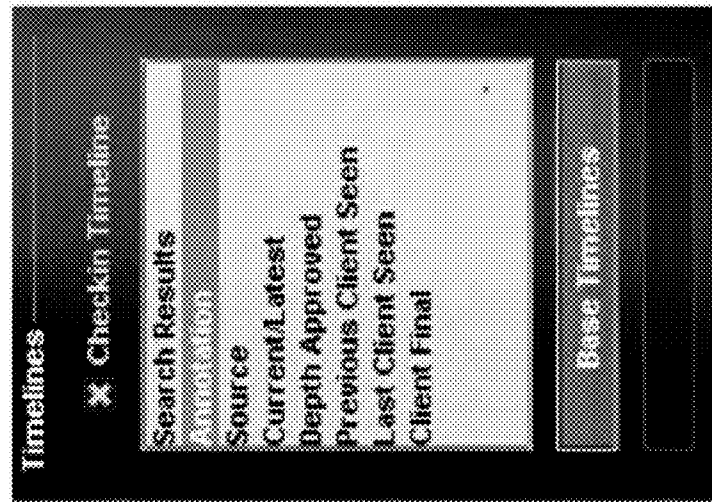 Timelines
Checkin Timeline
Search Results
Animation
Source
Current/Latest
Depth Approved
Previous Client Seen
Last Client Seen
Client Final
Base Timelines